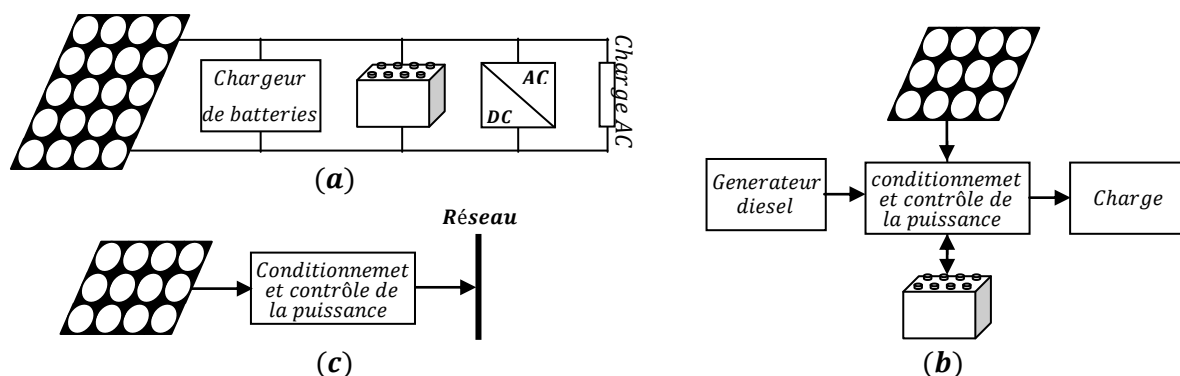 Chargeur
de batteries
AC
DC
Charge AC
(a)
Generateur
diesel
conditionnemet
et contrôle de
la puissance
Charge
(b)
Réseau
Conditionnemet
et contrôle de
la puissance
(c)